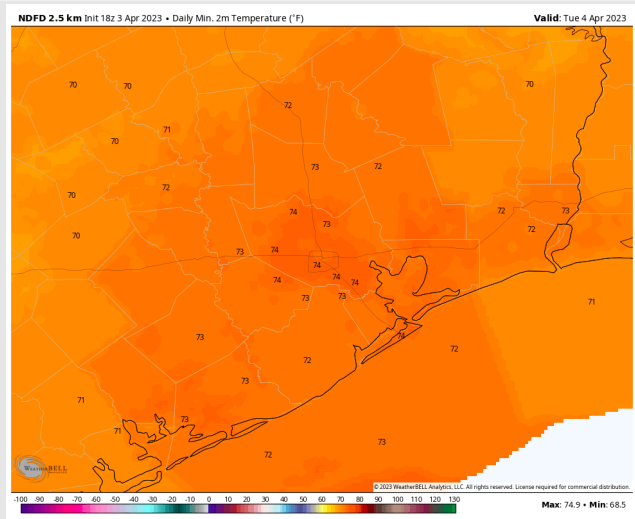 NDFD 2.5 km Init 18z 3 Apr 2023 • Daily Min. 2m Temperature (°F) Valid: Tue 4 Apr 2023
70 70 70
72
71
70
73 72
72
70
74 72 73
73
72
70
73 74
74
74 74 74
73 73
71
74
73
72 72
73
71
73
71
73
72
WeatherBELL
© 2023 WeatherBELL Analytics, LLC. All rights reserved. License required for commercial distribution.
-100 -90 -80 -70 -60 -50 -40 -30 -20 -10 0 10 20 30 40 50 60 70 80 90 100 110 120 130
Max: 74.9 • Min: 68.5